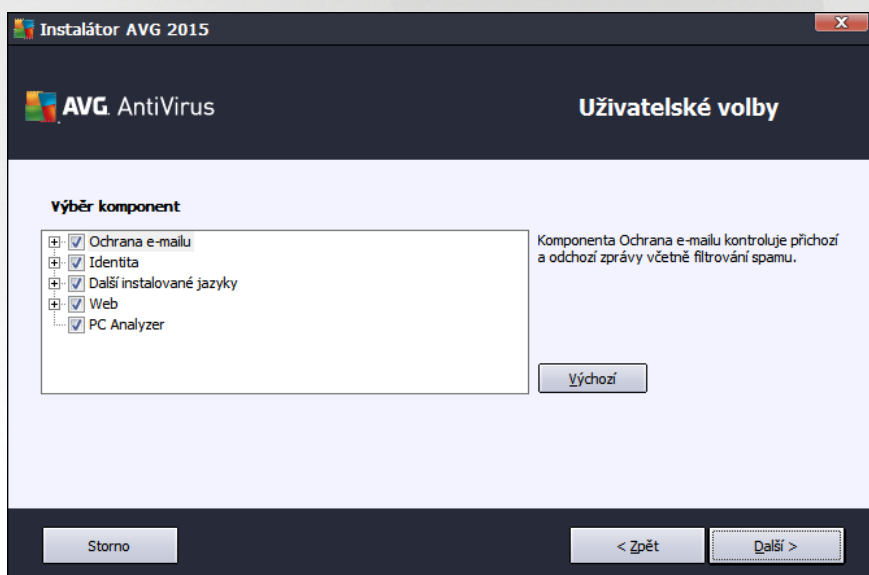 Instalátor AVG 2015
X
AVG. AntiVirus
Uživatelské volby
Výběr komponent
Ochrana e-mailu
Identita
Další instalované jazyky
Web
PC Analyzer
Komponenta Ochrana e-mailu kontroluje přichozí
a odchozí zprávy včetně filtrování spamu.
Výchozí
Storno
< Zpět
Další >